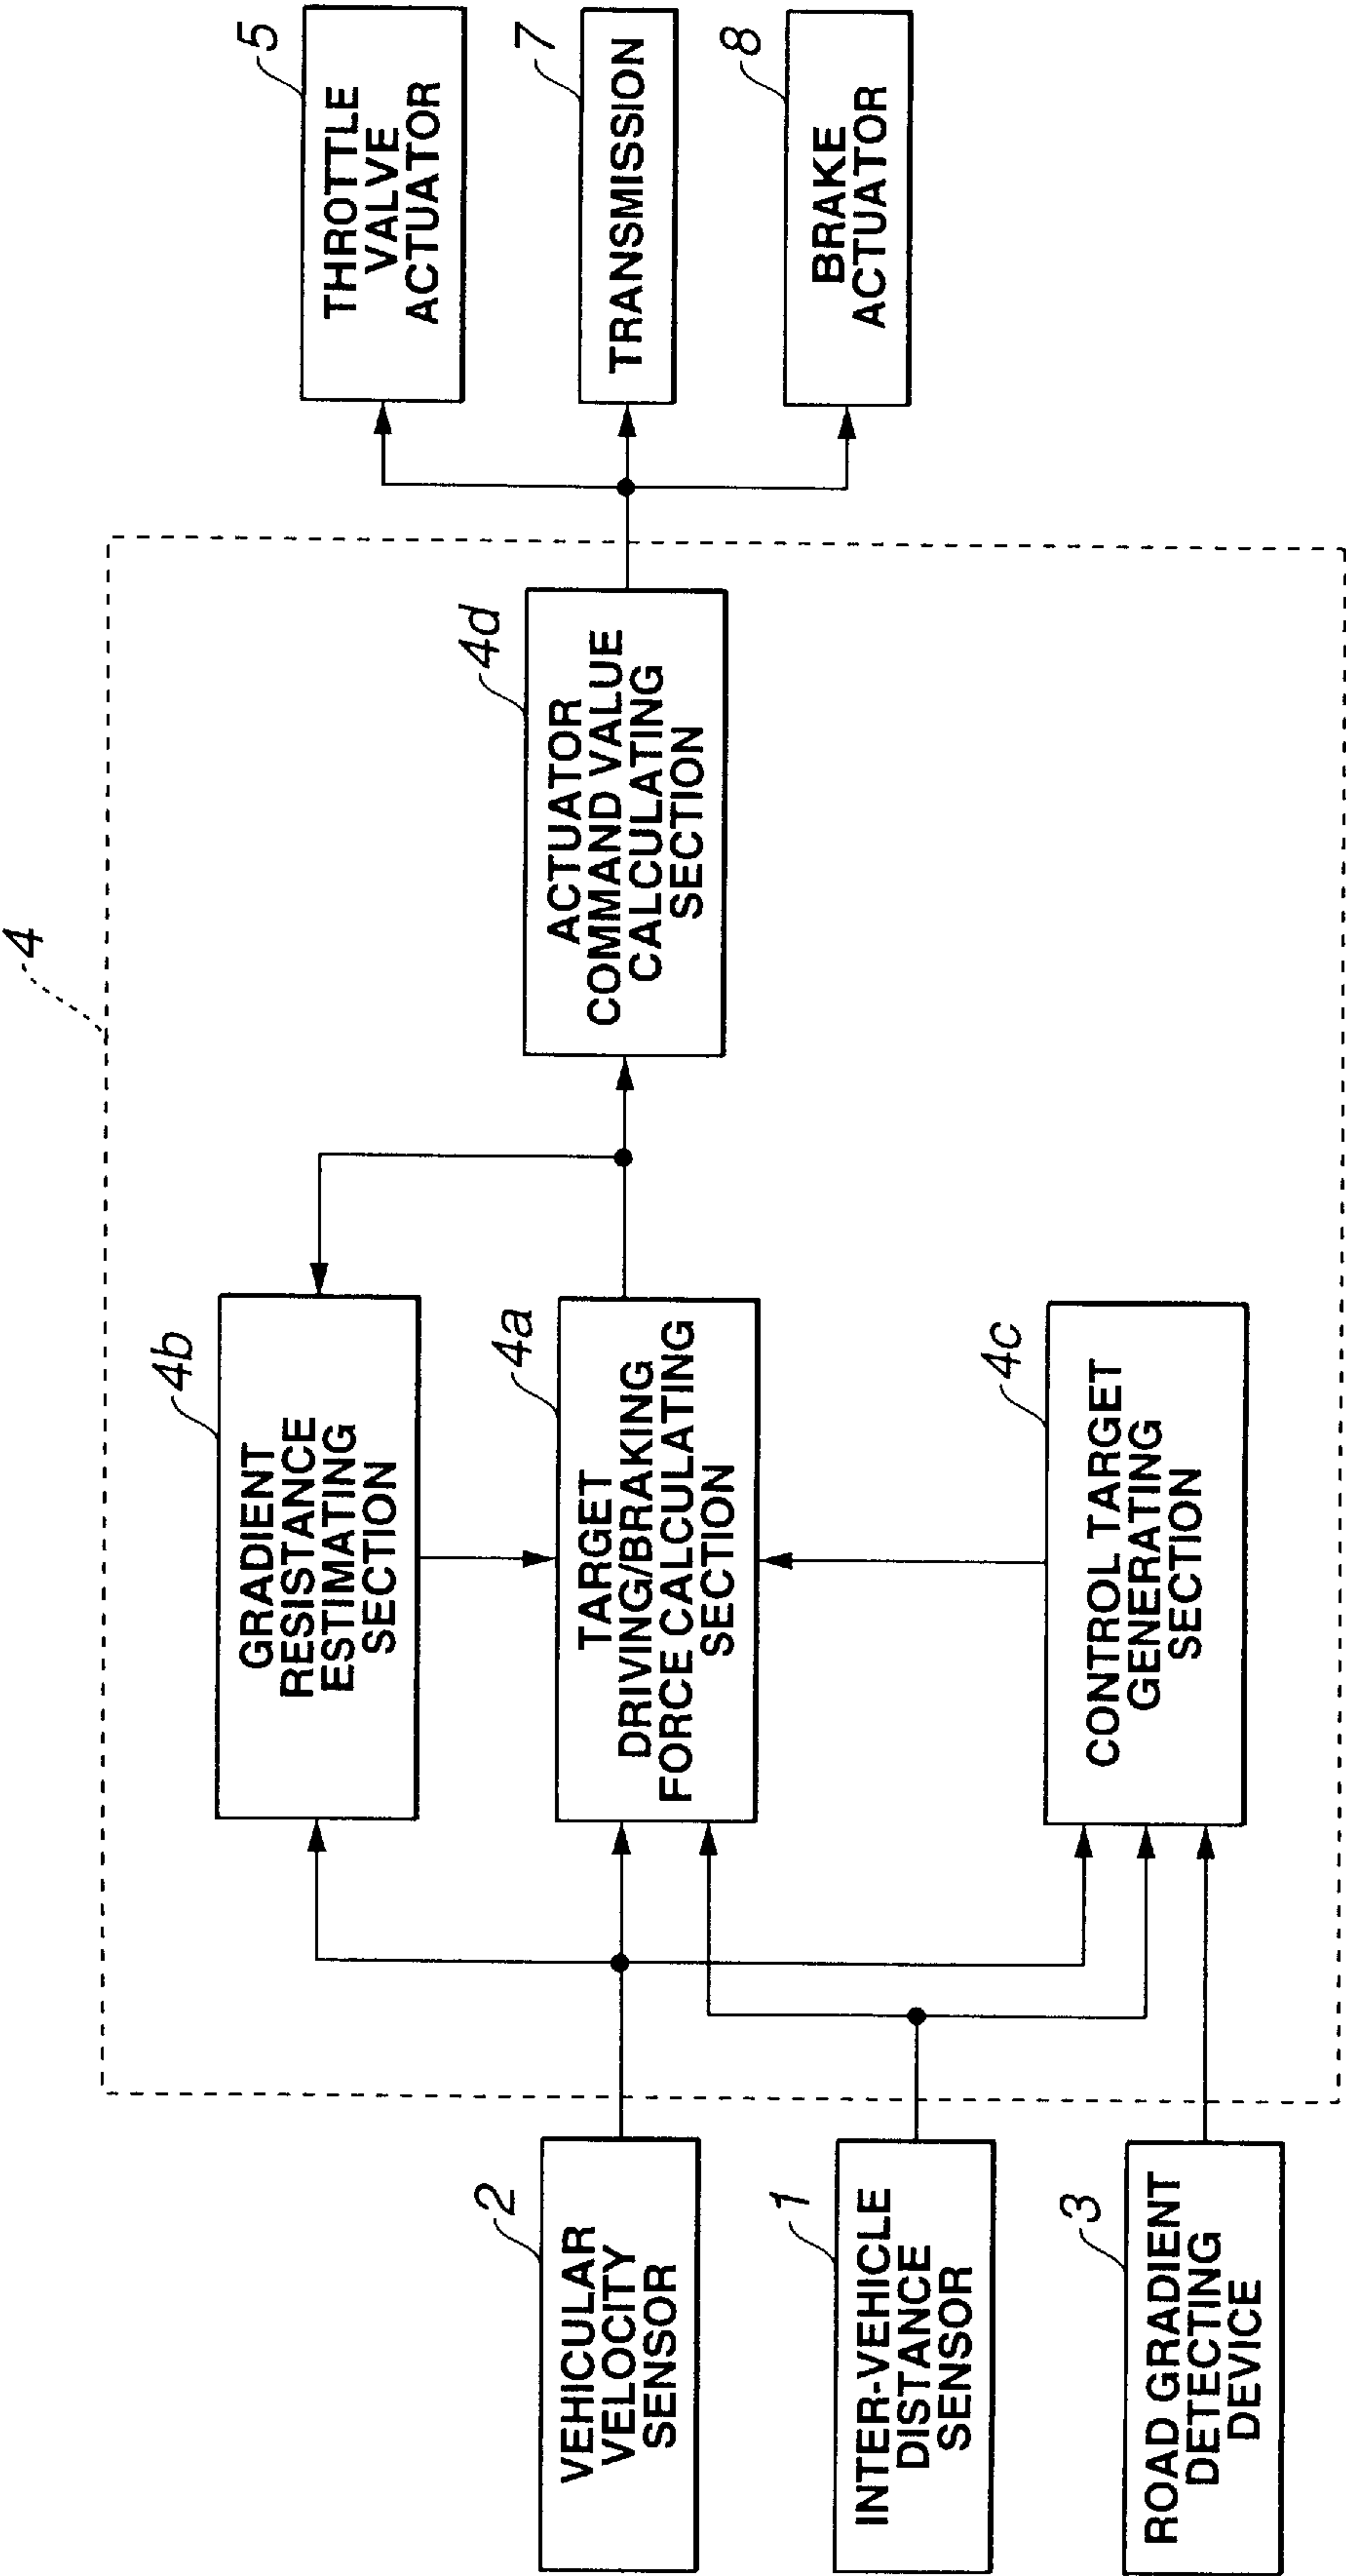 4
2
VEHICULAR
VELOCITY
SENSOR
1
INTER-VEHICLE
DISTANCE
SENSOR
3
ROAD GRADIENT
DETECTING
DEVICE
4b
GRADIENT
RESISTANCE
ESTIMATING
SECTION
4a
TARGET
DRIVING/BRAKING
FORCE CALCULATING
SECTION
4c
CONTROL TARGET
GENERATING
SECTION
4d
ACTUATOR
COMMAND VALUE
CALCULATING
SECTION
5
THROTTLE
VALVE
ACTUATOR
7
TRANSMISSION
8
BRAKE
ACTUATOR